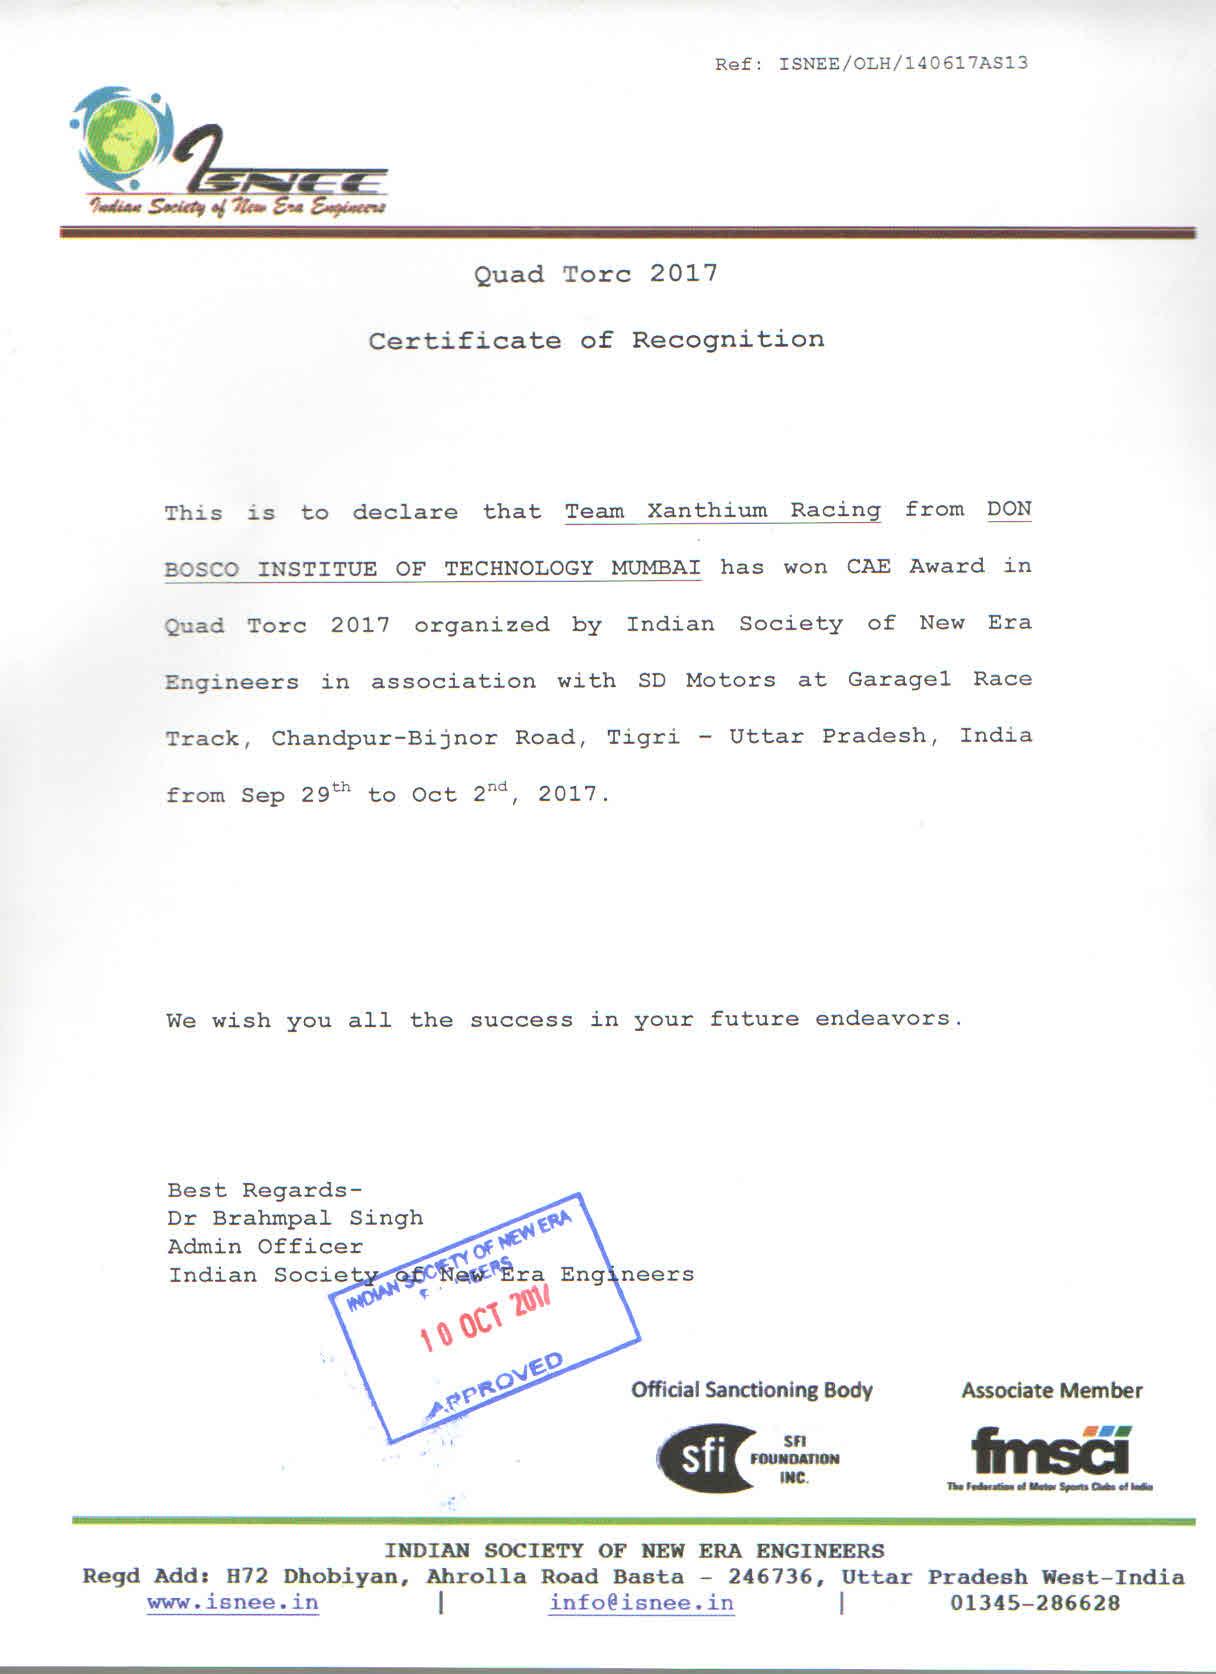 Ref: ISNEE/OLH/140617AS13
ISNEE
Indian Society of New Era Engineers
Quad Torc 2017
Certificate of Recognition
This is to declare that Team Xanthium Racing from DON
BOSCO INSTITUE OF TECHNOLOGY MUMBAI has won CAE Award in
Quad Torc 2017 organized by Indian Society of New Era
Engineers in association with SD Motors at Garage1 Race
Track, Chandpur-Bijnor Road, Tigri - Uttar Pradesh, India
from Sep 29th to Oct 2nd, 2017.
We wish you all the success in your future endeavors.
Best Regards-
Dr Brahmpal Singh
Admin Officer
Indian Society of New Era Engineers
INDIAN SOCIETY OF NEW ERA
10 OCT 2017
APPROVED
Official Sanctioning Body
Associate Member
sfi
SFI
FOUNDATION
INC.
fmsci
The Federation of Motor Sports Clubs of India
INDIAN SOCIETY OF NEW ERA ENGINEERS
Regd Add: H72 Dhobiyan, Ahrolla Road Basta - 246736, Uttar Pradesh West-India
www.isnee.in | info@isnee.in | 01345-286628